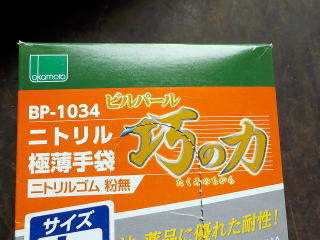 okamoto
ビルパール
BP-1034
ニトリル
極薄手袋
巧の力
たくみのちから
ニトリルゴム 粉無
サイズ
薬品に優れた耐性!